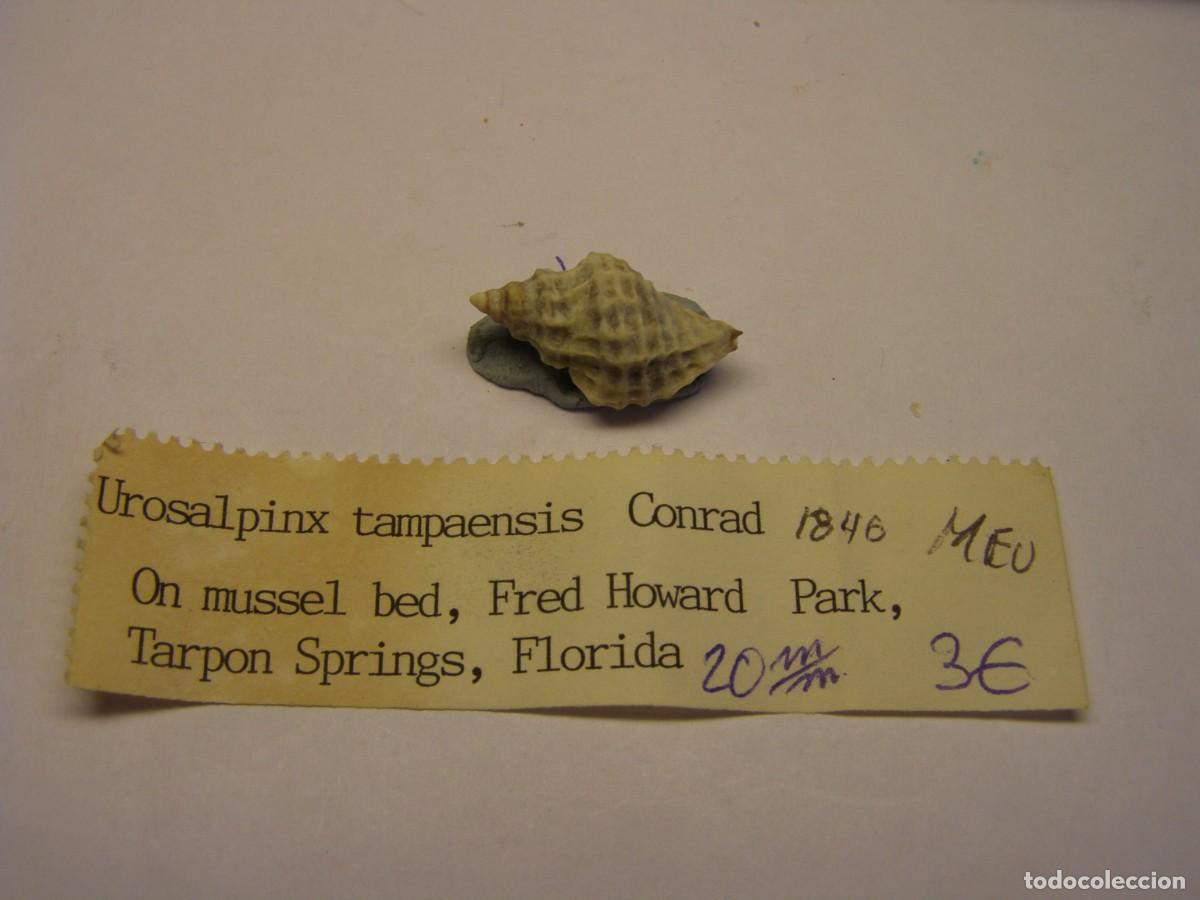 Urosalpinx tampaensis Conrad 1846 MEU
On mussel bed, Fred Howard Park,
Tarpon Springs, Florida 20 m/m 3€
todocoleccion